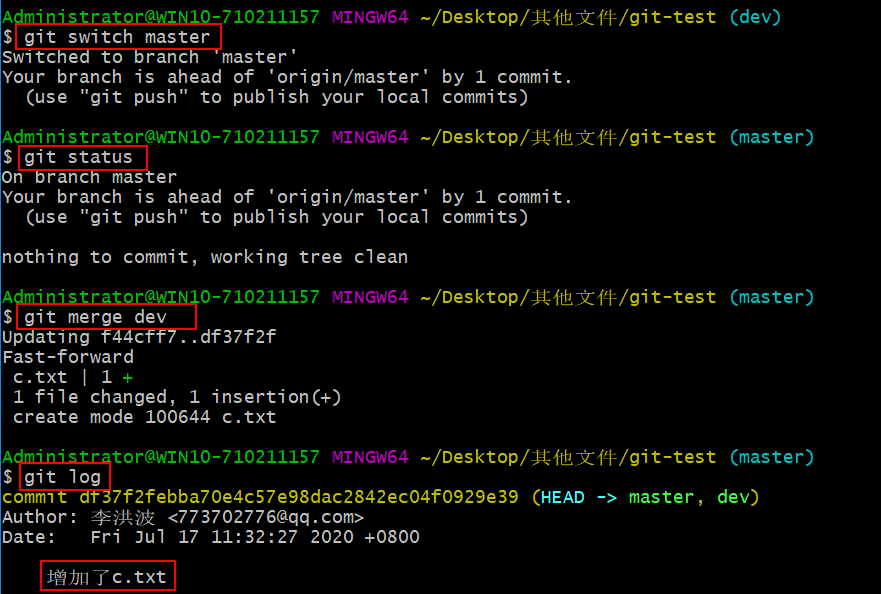 Administrator@WIN10-710211157 MINGW64 ~/Desktop/其他文件/git-test (dev)
$ git switch master
Switched to branch 'master'
Your branch is ahead of 'origin/master' by 1 commit.
  (use "git push" to publish your local commits)
Administrator@WIN10-710211157 MINGW64 ~/Desktop/其他文件/git-test (master)
$ git status
On branch master
Your branch is ahead of 'origin/master' by 1 commit.
  (use "git push" to publish your local commits)
nothing to commit, working tree clean
Administrator@WIN10-710211157 MINGW64 ~/Desktop/其他文件/git-test (master)
$ git merge dev
Updating f44cff7..df37f2f
Fast-forward
 c.txt | 1 +
 1 file changed, 1 insertion(+)
 create mode 100644 c.txt
Administrator@WIN10-710211157 MINGW64 ~/Desktop/其他文件/git-test (master)
$ git log
commit df37f2febba70e4c57e98dac2842ec04f0929e39 (HEAD -> master, dev)
Author: 李洪波 <773702776@qq.com>
Date:   Fri Jul 17 11:32:27 2020 +0800
    增加了c.txt